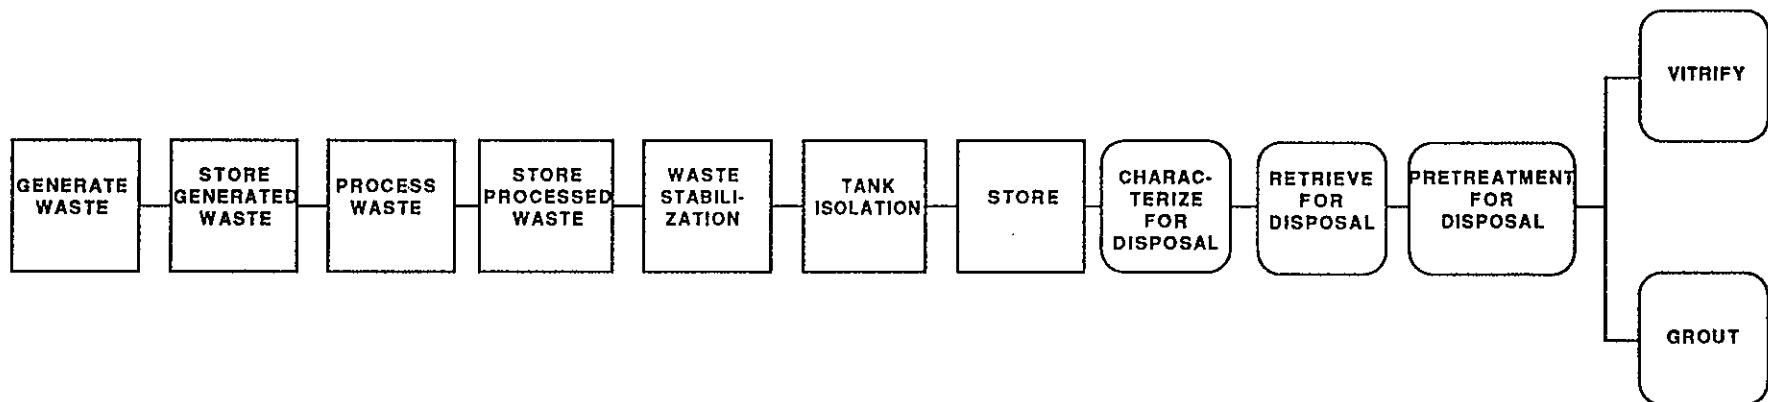 GENERATE
WASTE
STORE
GENERATED
WASTE
PROCESS
WASTE
STORE
PROCESSED
WASTE
WASTE
STABILI-
ZATION
TANK
ISOLATION
STORE
CHARAC-
TERIZE
FOR
DISPOSAL
RETRIEVE
FOR
DISPOSAL
PRETREATMENT
FOR
DISPOSAL
VITRIFY
GROUT